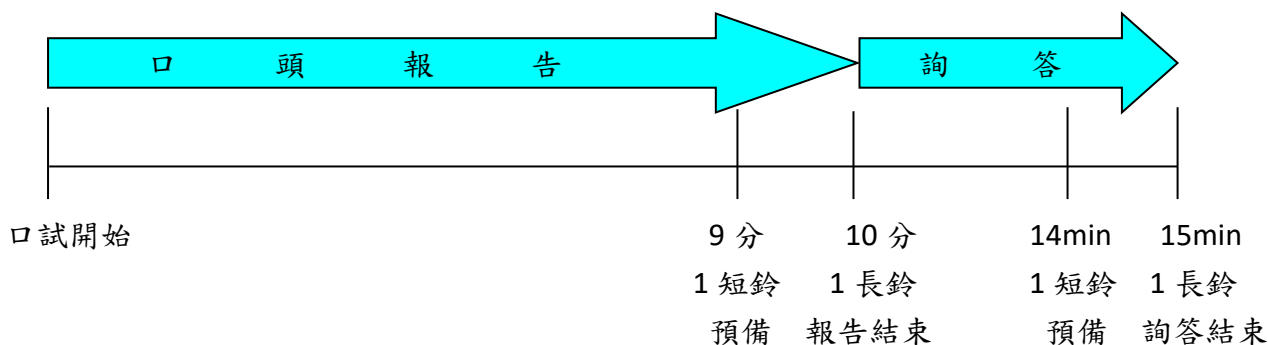 口頭報告 詢答
口試開始 9 分 10 分 14min 15min
1 短鈴 1 長鈴 1 短鈴 1 長鈴
預備 報告結束 預備 詢答結束